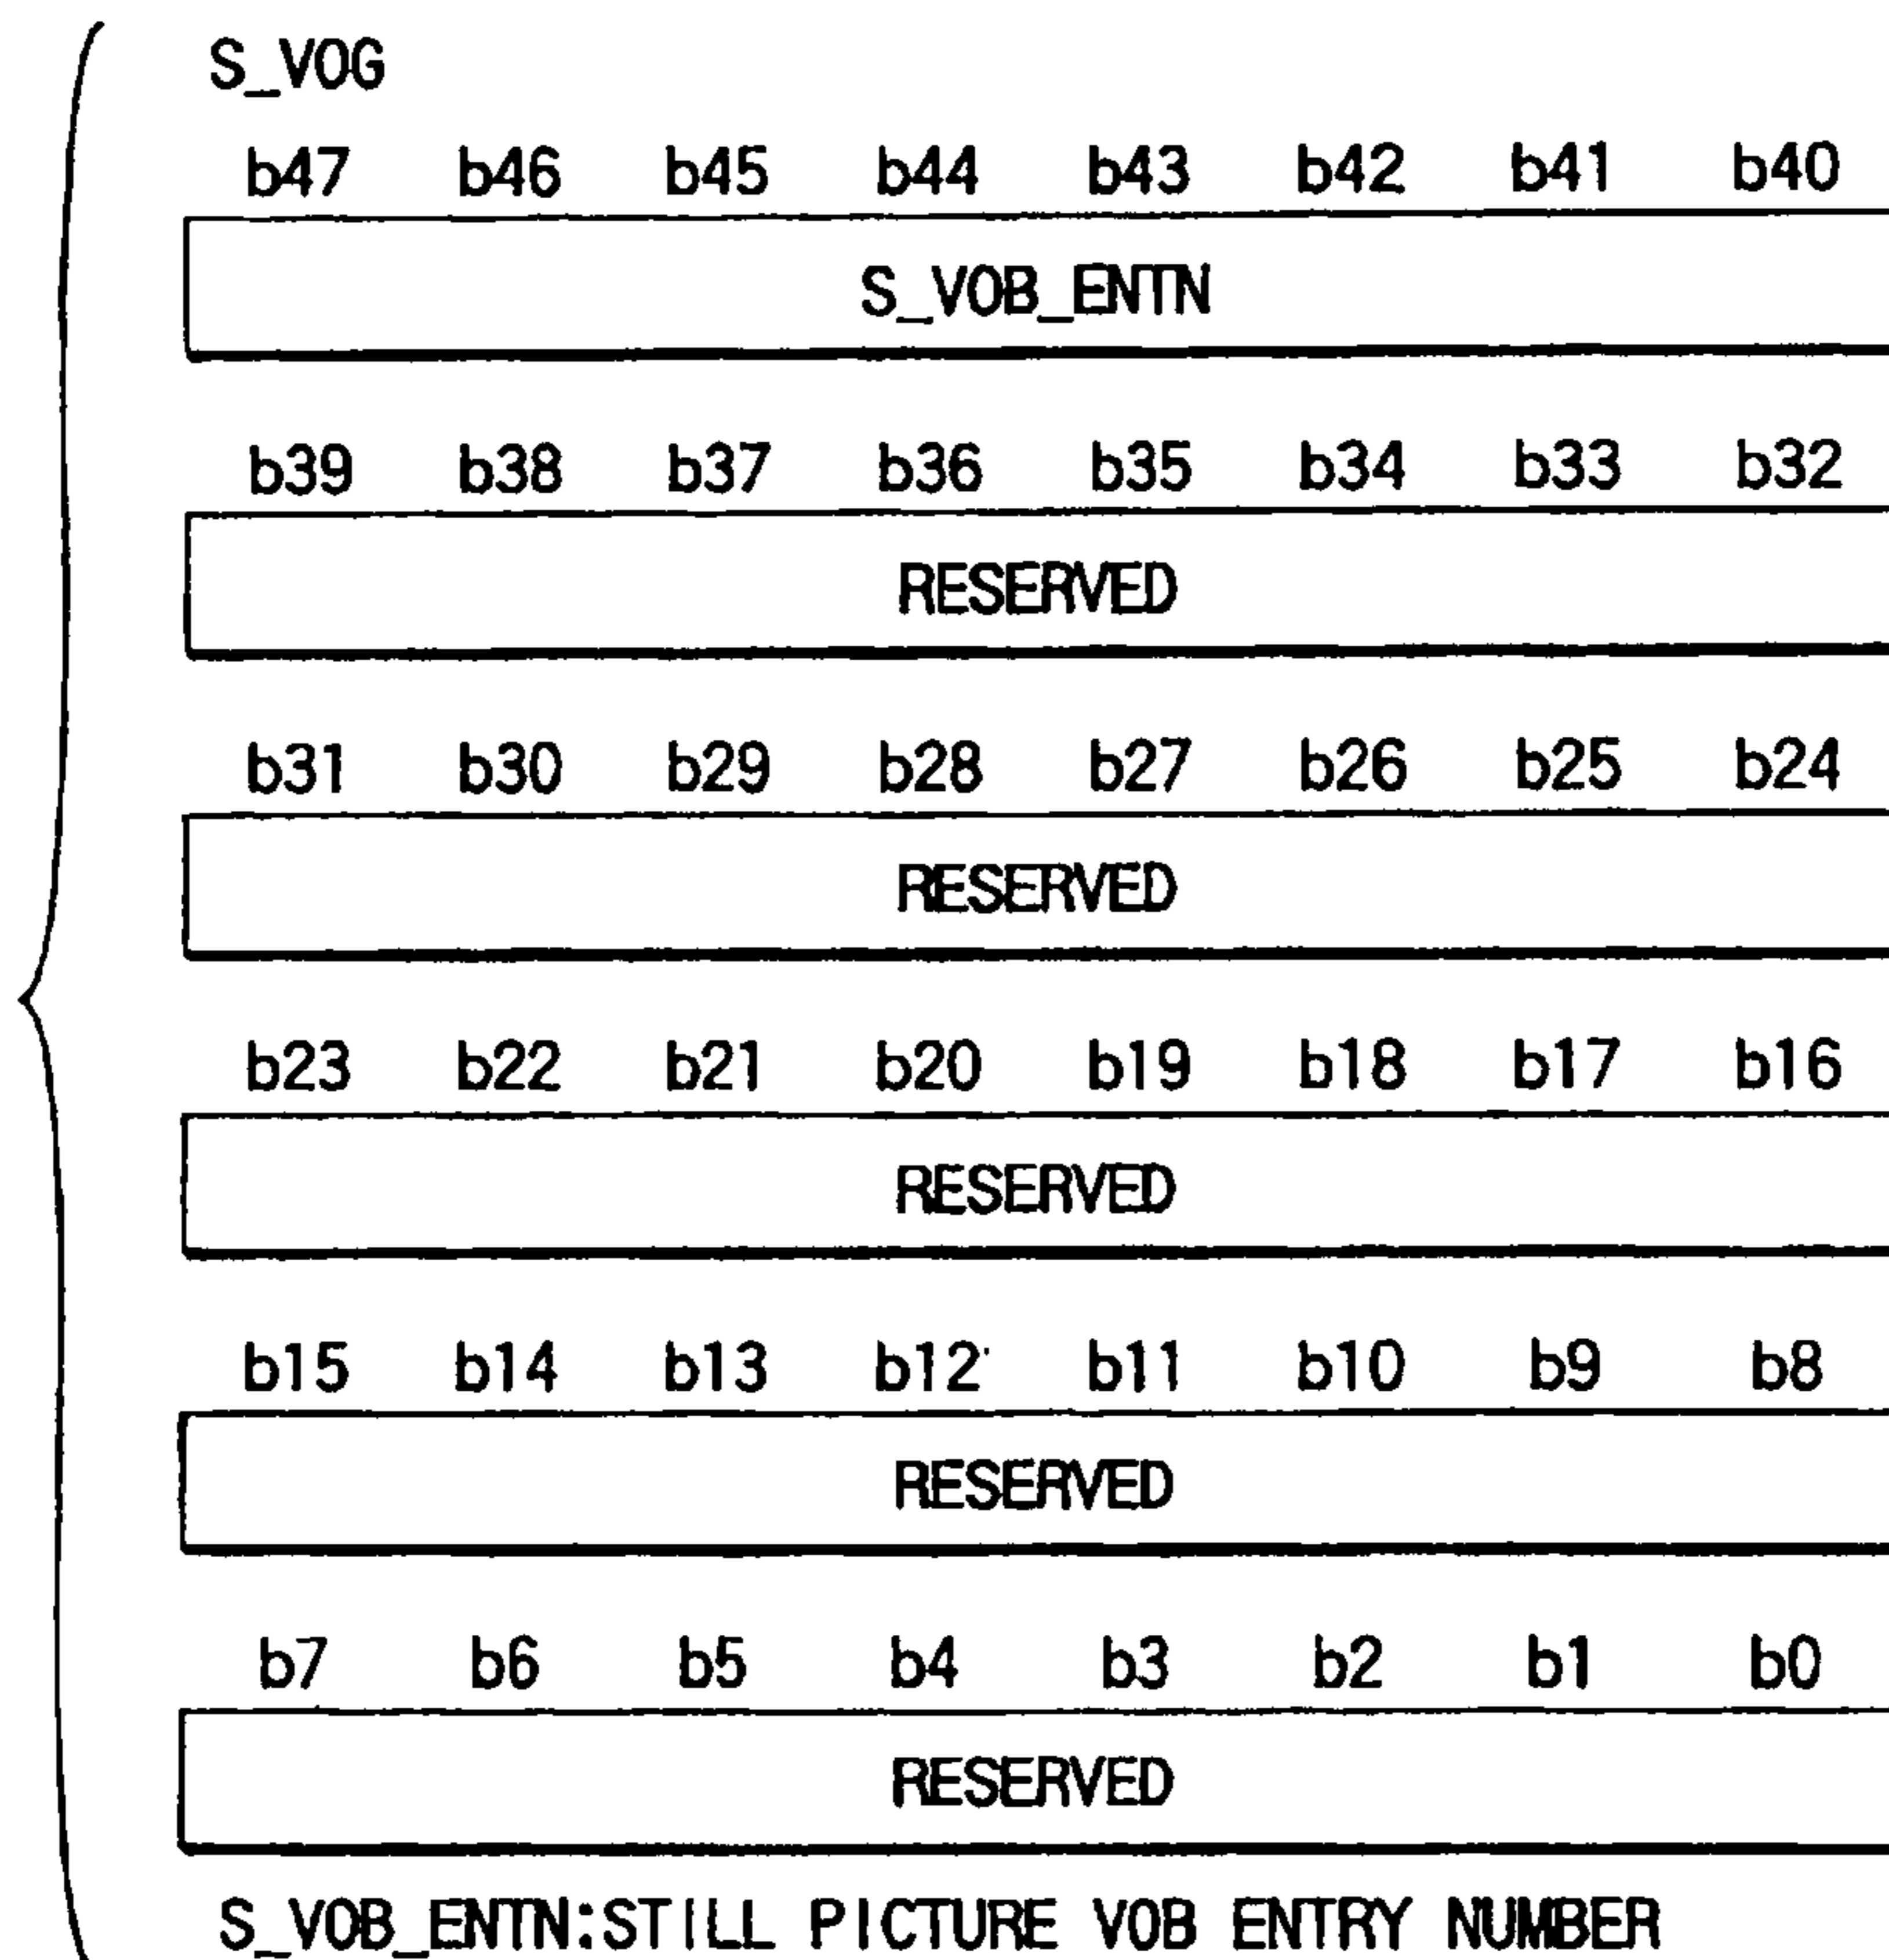 S_VOG
b47 b46 b45 b44 b43 b42 b41 b40
S_VOB_ENTN
b39 b38 b37 b36 b35 b34 b33 b32
RESERVED
b31 b30 b29 b28 b27 b26 b25 b24
RESERVED
b23 b22 b21 b20 b19 b18 b17 b16
RESERVED
b15 b14 b13 b12 b11 b10 b9 b8
RESERVED
b7 b6 b5 b4 b3 b2 b1 b0
RESERVED
S_VOB_ENTN:STILL PICTURE VOB ENTRY NUMBER